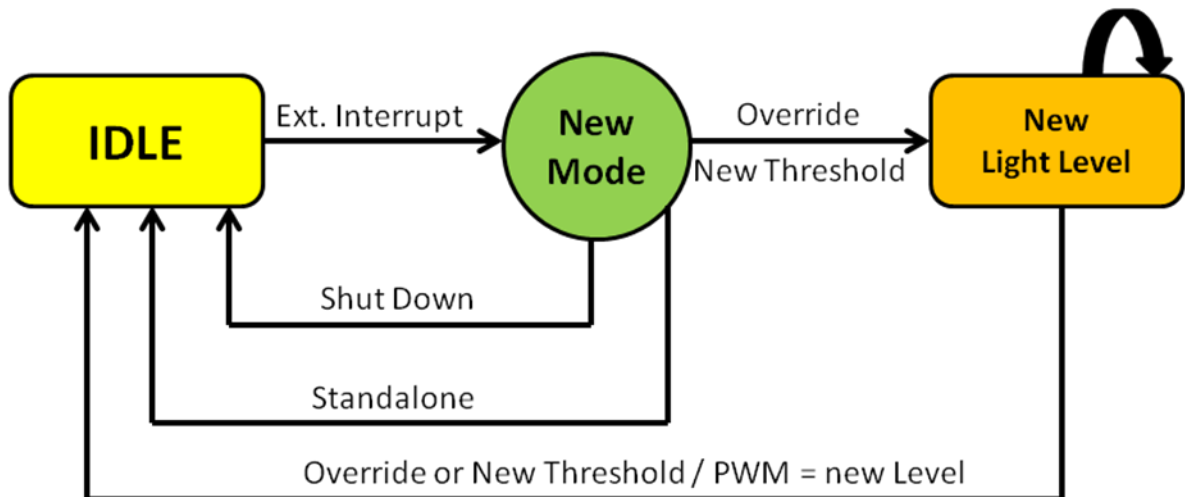 IDLE
Ext. Interrupt
New
Mode
Override
New Threshold
New
Light Level
Shut Down
Standalone
Override or New Threshold / PWM = new Level